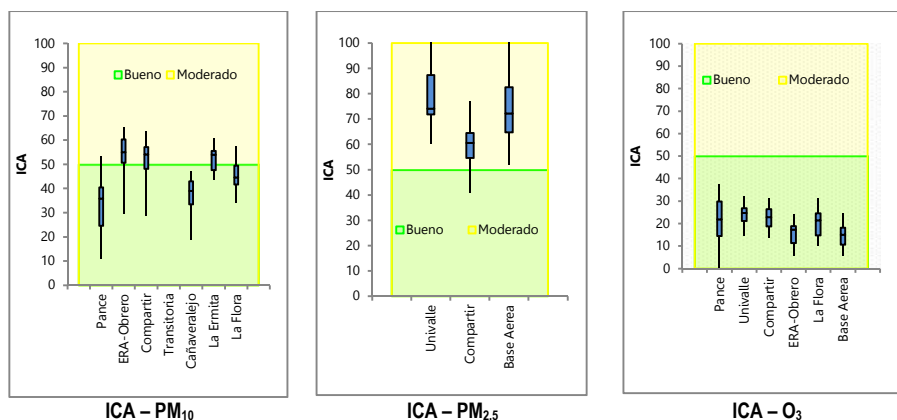 100
90
80
70
60
50
40
30
20
10
0
ICA
Bueno Moderado
Pance
ERA-Obrero
Compartir
Transitoria
Cañaveralejo
La Ermita
La Flora
ICA – PM10
100
90
80
70
60
50
40
30
20
10
0
ICA
Bueno Moderado
Univalle
Compartir
Base Aerea
ICA – PM2.5
100
90
80
70
60
50
40
30
20
10
0
ICA
Bueno Moderado
Pance
Univalle
Compartir
ERA-Obrero
La Flora
Base Aerea
ICA – O3